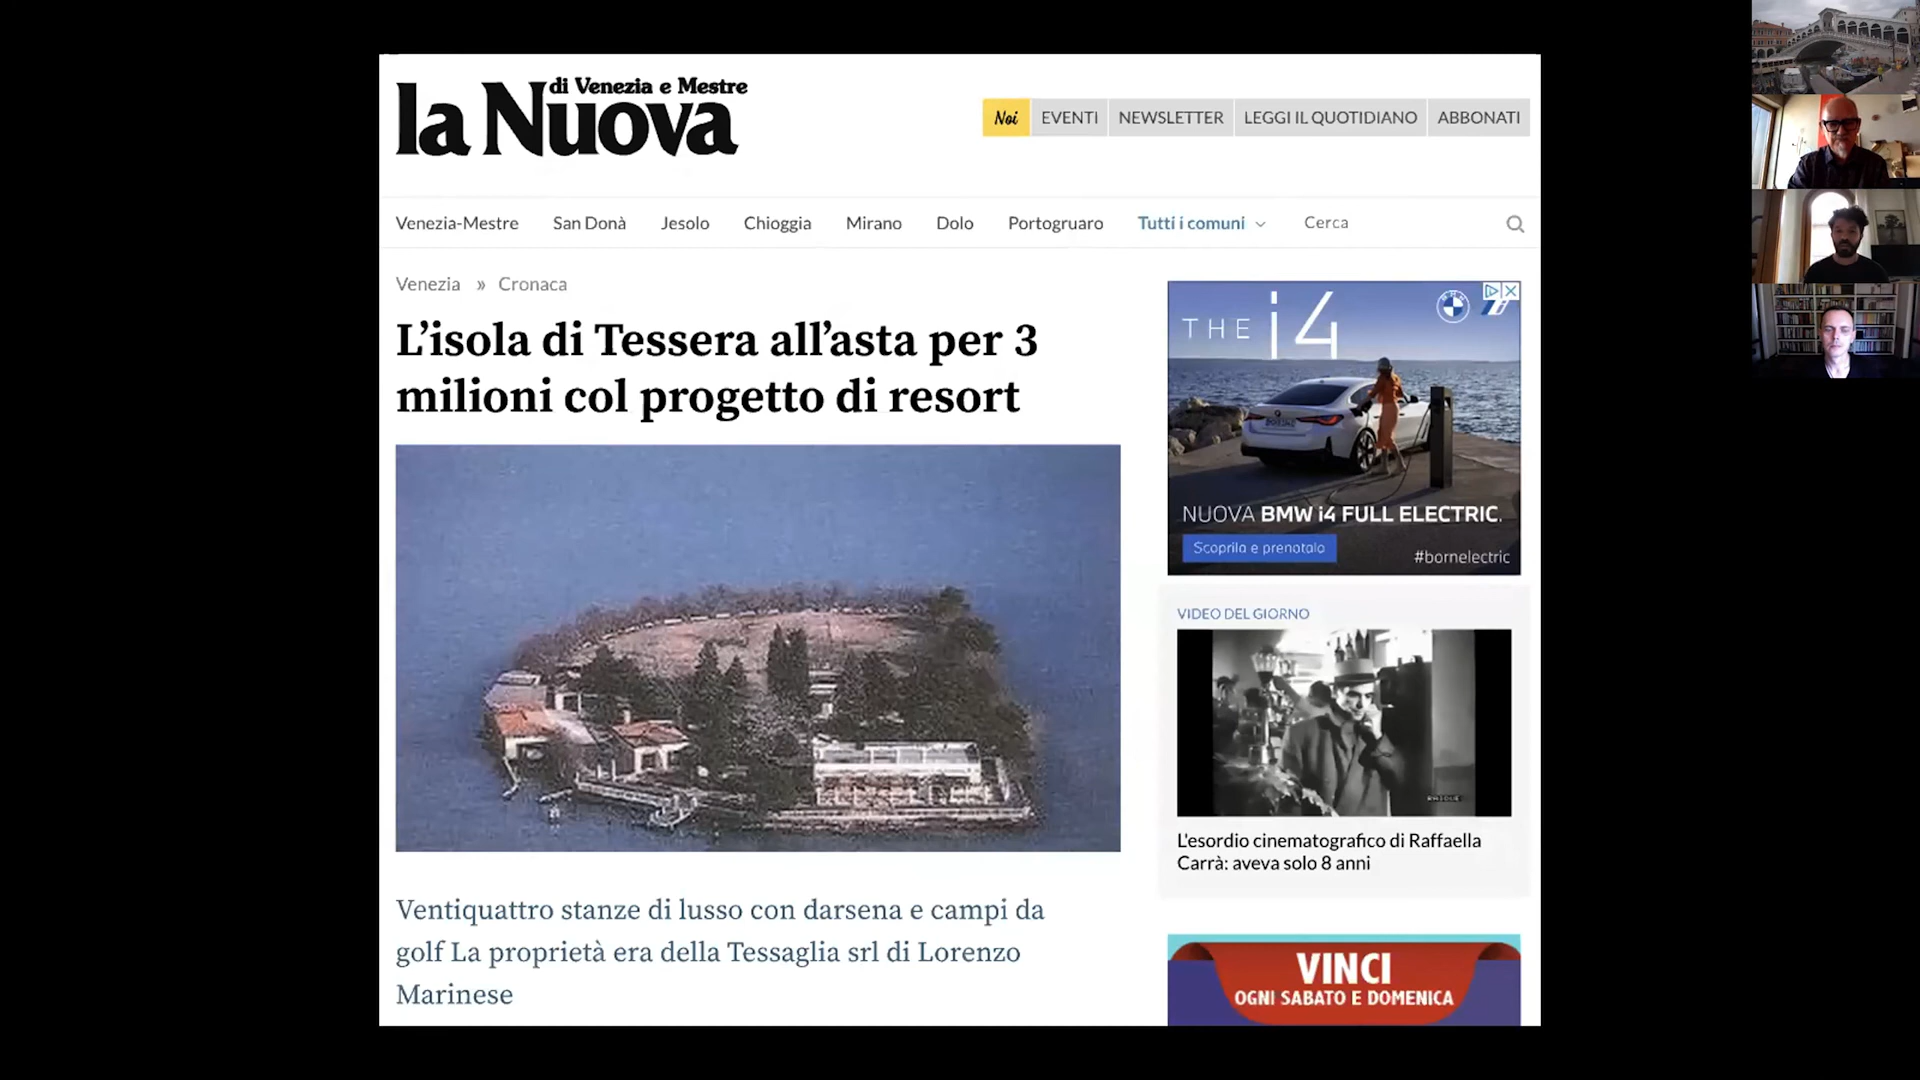 la Nuova
di Venezia e Mestre
Noi
EVENTI
NEWSLETTER
LEGGI IL QUOTIDIANO
ABBONATI
Venezia-Mestre
San Donà
Jesolo
Chioggia
Mirano
Dolo
Portogruaro
Tutti i comuni
Cerca
Venezia » Cronaca
L’isola di Tessera all’asta per 3
milioni col progetto di resort
Ventiquattro stanze di lusso con darsena e campi da
golf La proprietà era della Tessaglia srl di Lorenzo
Marinese
THE i4
NUOVA BMW i4 FULL ELECTRIC.
Scoprila e prenotala
#bornelectric
VIDEO DEL GIORNO
L'esordio cinematografico di Raffaella
Carrà: aveva solo 8 anni
VINCI
OGNI SABATO E DOMENICA